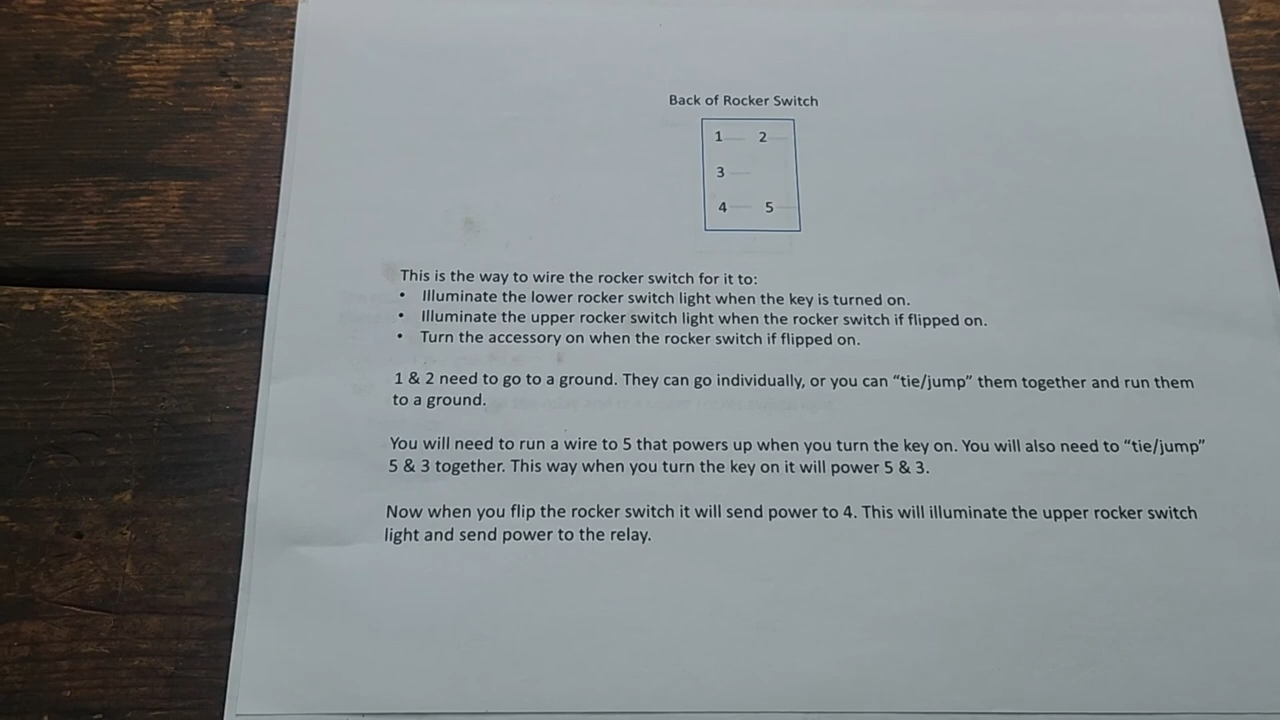 Back of Rocker Switch
1 2
3
4 5
This is the way to wire the rocker switch for it to:
• Illuminate the lower rocker switch light when the key is turned on.
• Illuminate the upper rocker switch light when the rocker switch if flipped on.
• Turn the accessory on when the rocker switch if flipped on.
1 & 2 need to go to a ground. They can go individually, or you can “tie/jump” them together and run them
to a ground.
You will need to run a wire to 5 that powers up when you turn the key on. You will also need to “tie/jump”
5 & 3 together. This way when you turn the key on it will power 5 & 3.
Now when you flip the rocker switch it will send power to 4. This will illuminate the upper rocker switch
light and send power to the relay.